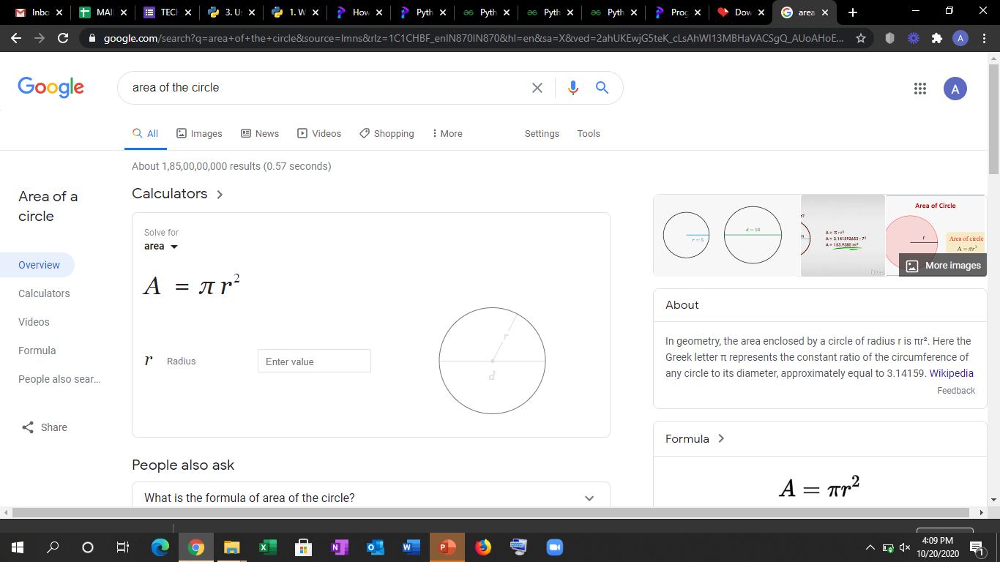 Inbo
MAIL
TECH
3. Us
1. W
How
Pyth
Pyth
Pyth
Pyth
Prog
Dow
area
google.com/search?q=area+of+the+circle&source=lmns&rlz=1C1CHBF_enIN870IN870&hl=en&sa=X&ved=2ahUKEwjG5teK_cLsAhWI13MBHaVACSgQ_AUoAHoE...
A
Google
area of the circle
A
All
Images
News
Videos
Shopping
More
Settings
Tools
About 1,85,00,00,000 results (0.57 seconds)
Area of a
circle
Overview
Calculators
Videos
Formula
People also sear...
Share
Calculators
Solve for
area
A = π r²
r Radius
Enter value
r
d
People also ask
What is the formula of area of the circle?
r = 5
d = 16
A = π · r²
A = 3.141592653 · 7²
A = 153.9380 m²
Area of Circle
r
Area of circle
A = πr²
More images
About
In geometry, the area enclosed by a circle of radius r is πr². Here the
Greek letter π represents the constant ratio of the circumference of
any circle to its diameter, approximately equal to 3.14159. Wikipedia
Feedback
Formula
A = πr²
4:09 PM
10/20/2020
1